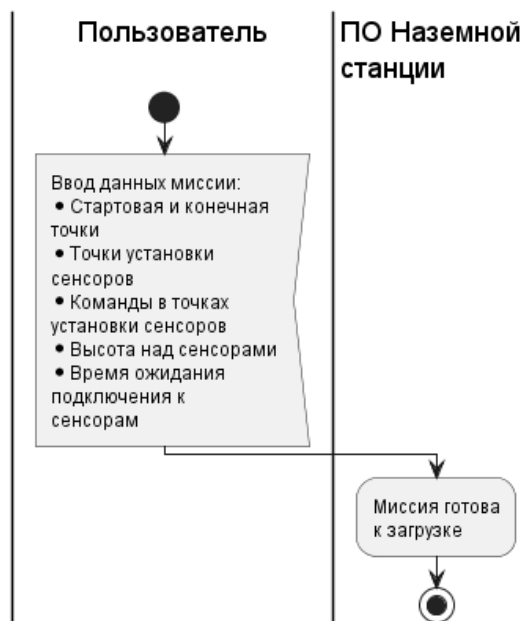 Пользователь
ПО Наземной
станции
Ввод данных миссии:
• Стартовая и конечная
точки
• Точки установки
сенсоров
• Команды в точках
установки сенсоров
• Высота над сенсорами
• Время ожидания
подключения к
сенсорам
Миссия готова
к загрузке